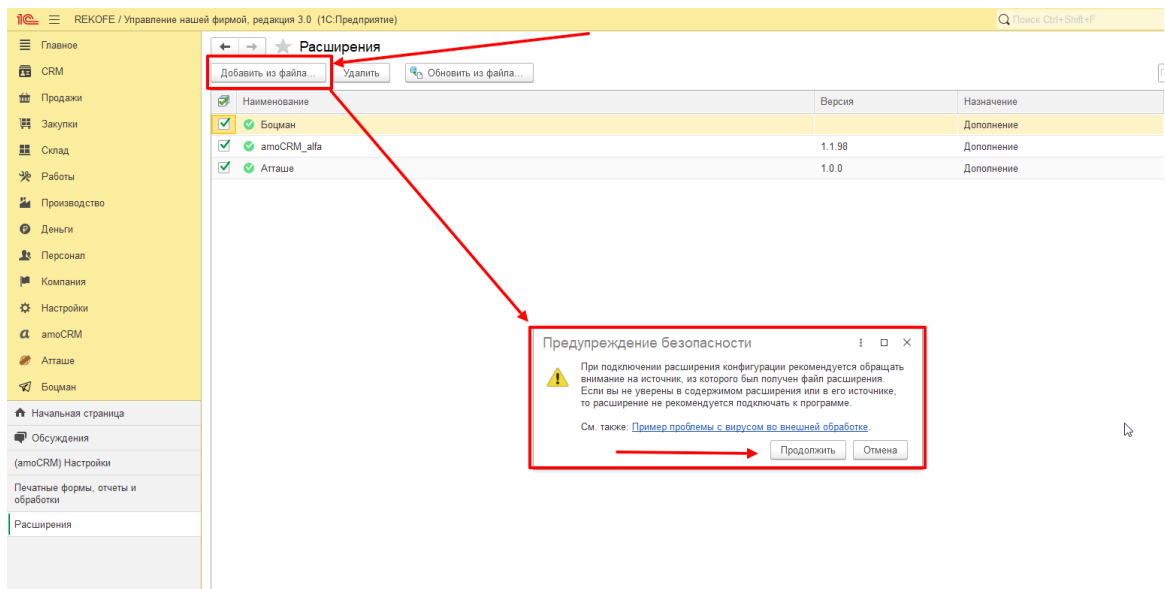 1С REKOFE / Управление нашей фирмой, редакция 3.0 (1С:Предприятие)
Поиск Ctrl+Shift+F
Главное
CRM
Продажи
Закупки
Склад
Работы
Производство
Деньги
Персонал
Компания
Настройки
amoCRM
Атташе
Боцман
Начальная страница
Обсуждения
(amoCRM) Настройки
Печатные формы, отчеты и
обработки
Расширения
Расширения
Добавить из файла... Удалить Обновить из файла...
Наименование Версия Назначение
Боцман Дополнение
amoCRM_alfa 1.1.98 Дополнение
Атташе 1.0.0 Дополнение
Предупреждение безопасности
При подключении расширения конфигурации рекомендуется обращать
внимание на источник, из которого был получен файл расширения.
Если вы не уверены в содержимом расширения или в его источнике,
то расширение не рекомендуется подключать к программе.
См. также: Пример проблемы с вирусом во внешней обработке.
Продолжить Отмена